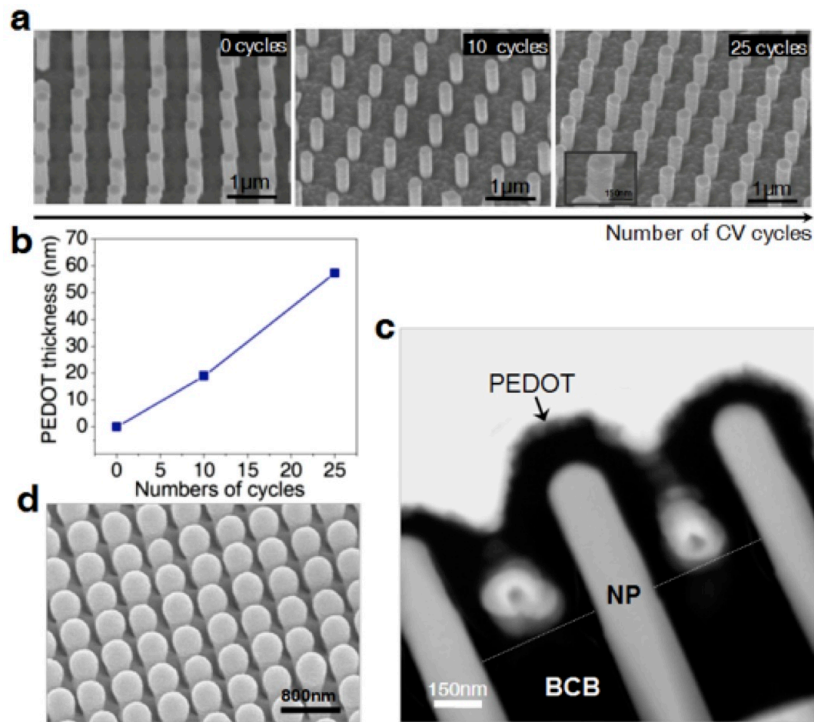 a
0 cycles
10 cycles
25 cycles
1μm
1μm
150nm
1μm
Number of CV cycles
b
PEDOT thickness (nm)
70
60
50
40
30
20
10
0
0 5 10 15 20 25
Numbers of cycles
c
PEDOT
NP
BCB
150nm
d
800nm